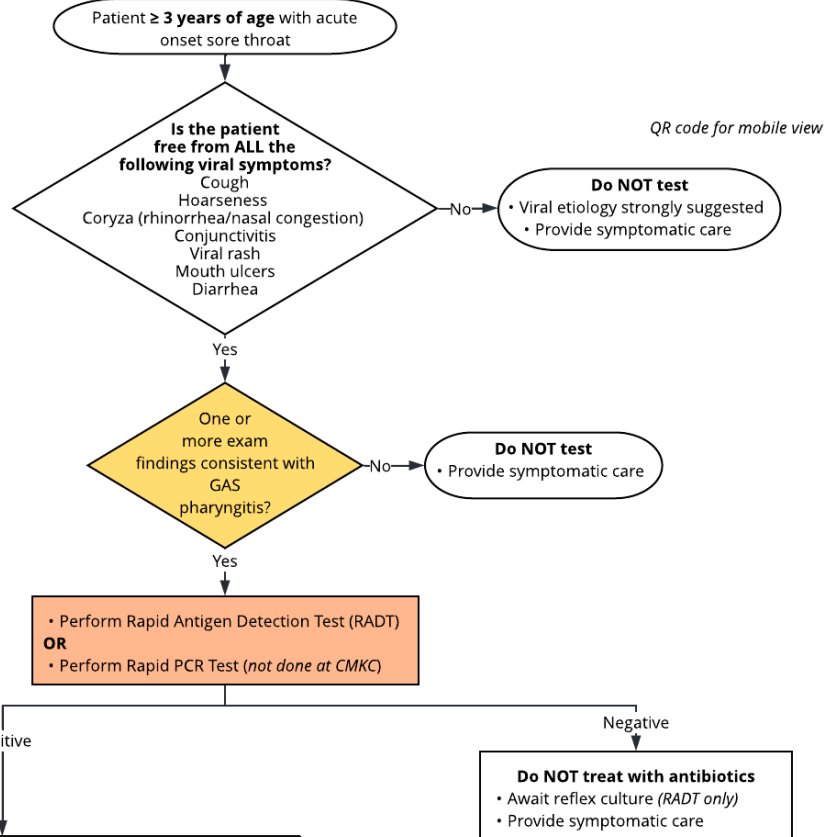 Patient ≥ 3 years of age with acute
onset sore throat
Is the patient
free from ALL the
following viral symptoms?
Cough
Hoarseness
Coryza (rhinorrhea/nasal congestion)
Conjunctivitis
Viral rash
Mouth ulcers
Diarrhea
QR code for mobile view
No
Do NOT test
• Viral etiology strongly suggested
• Provide symptomatic care
Yes
One or
more exam
findings consistent with
GAS
pharyngitis?
No
Do NOT test
• Provide symptomatic care
Yes
• Perform Rapid Antigen Detection Test (RADT)
OR
• Perform Rapid PCR Test (not done at CMKC)
itive
Negative
Do NOT treat with antibiotics
• Await reflex culture (RADT only)
• Provide symptomatic care